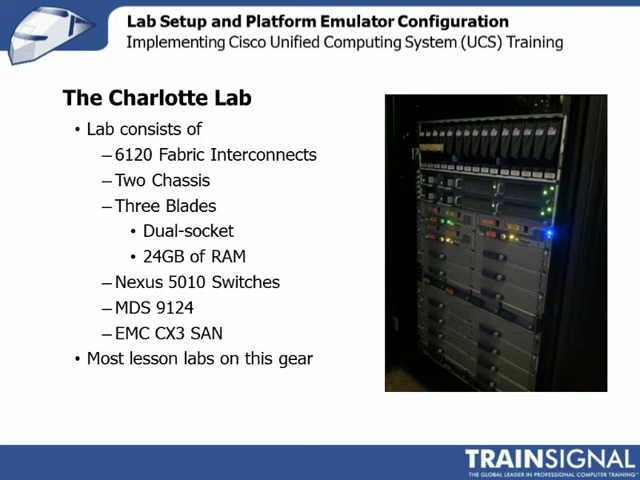 Lab Setup and Platform Emulator Configuration
Implementing Cisco Unified Computing System (UCS) Training
The Charlotte Lab
• Lab consists of
– 6120 Fabric Interconnects
– Two Chassis
– Three Blades
• Dual-socket
• 24GB of RAM
– Nexus 5010 Switches
– MDS 9124
– EMC CX3 SAN
• Most lesson labs on this gear
TRAINSIGNAL
THE GLOBAL LEADER IN PROFESSIONAL COMPUTER TRAINING